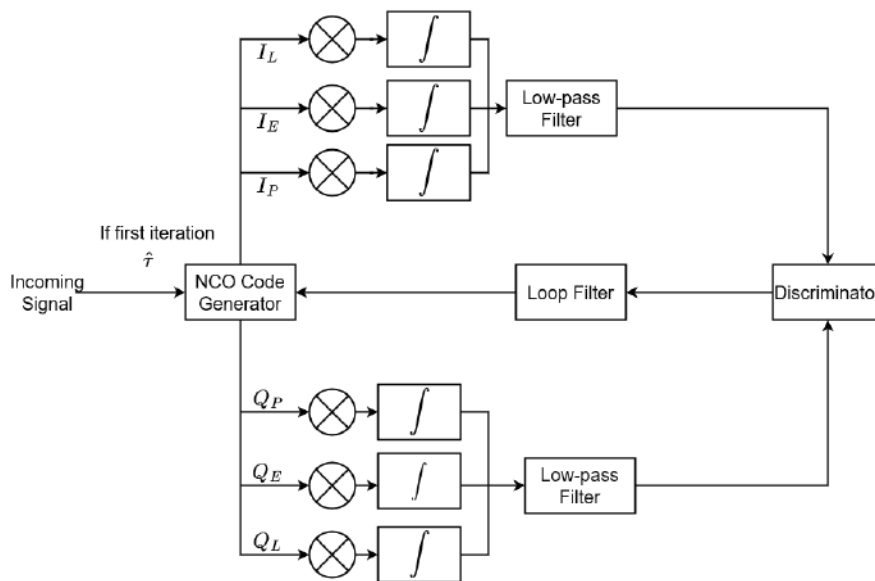 I_L
∫
I_E
∫
Low-pass
Filter
I_P
∫
If first iteration
τ̂
Incoming
Signal
NCO Code
Generator
Loop Filter
Discriminato
Q_P
∫
Q_E
∫
Low-pass
Filter
Q_L
∫